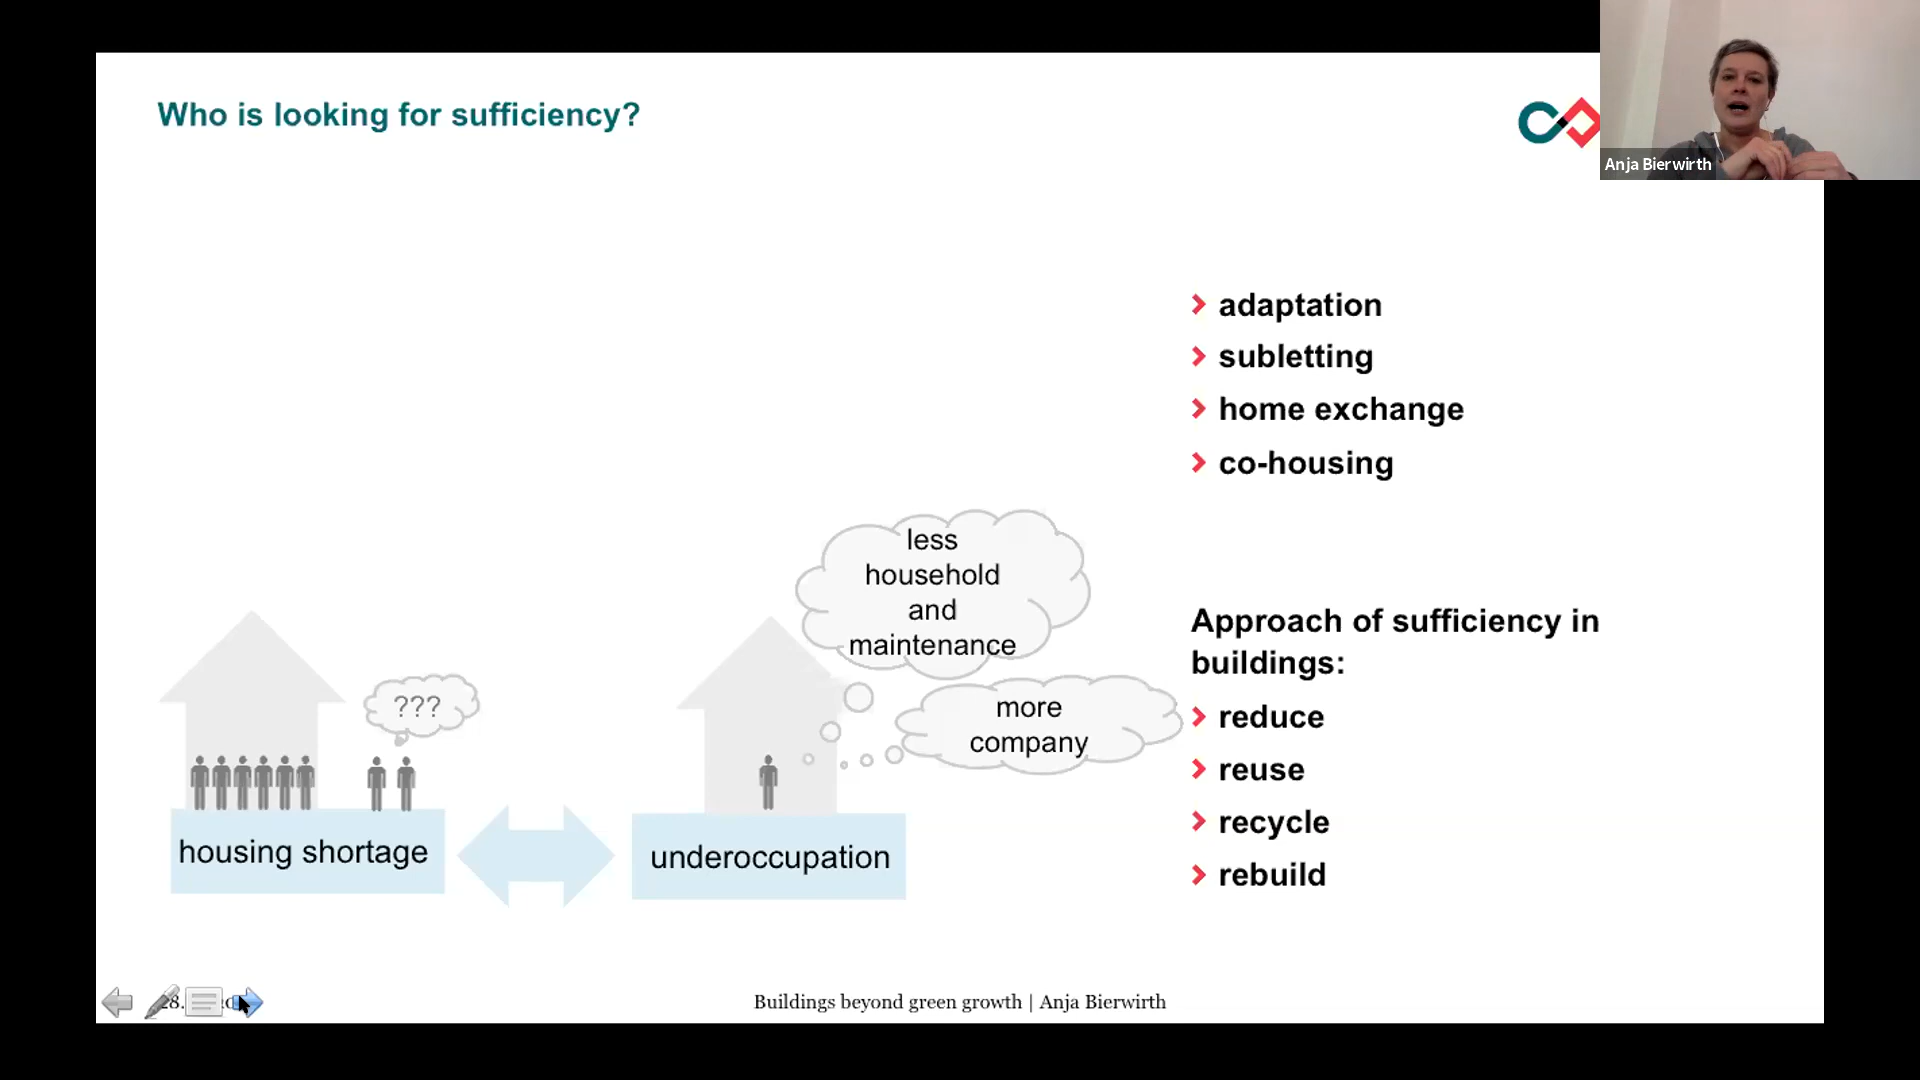 Who is looking for sufficiency?
Anja Bierwirth
adaptation
subletting
home exchange
co-housing
less
household
and
maintenance
more
company
???
housing shortage
underoccupation
Approach of sufficiency in
buildings:
reduce
reuse
recycle
rebuild
Buildings beyond green growth | Anja Bierwirth